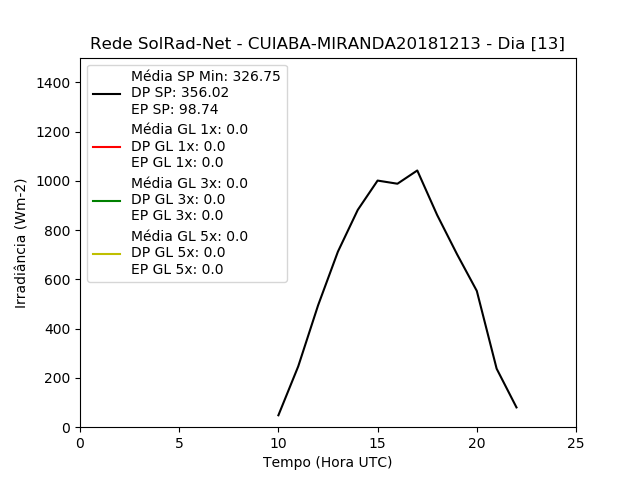 Rede SolRad-Net - CUIABA-MIRANDA20181213 - Dia [13]
Média SP Min: 326.75
DP SP: 356.02
EP SP: 98.74
Média GL 1x: 0.0
DP GL 1x: 0.0
EP GL 1x: 0.0
Média GL 3x: 0.0
DP GL 3x: 0.0
EP GL 3x: 0.0
Média GL 5x: 0.0
DP GL 5x: 0.0
EP GL 5x: 0.0
Irradiância (Wm-2)
1400
1200
1000
800
600
400
200
0
0 5 10 15 20 25
Tempo (Hora UTC)